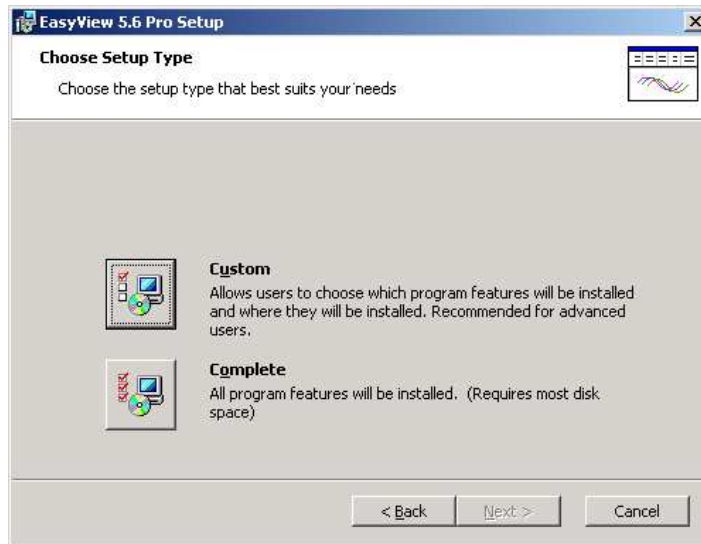 EasyView 5.6 Pro Setup
Choose Setup Type
Choose the setup type that best suits your needs
Custom
Allows users to choose which program features will be installed
and where they will be installed. Recommended for advanced
users.
Complete
All program features will be installed. (Requires most disk
space)
< Back
Next >
Cancel